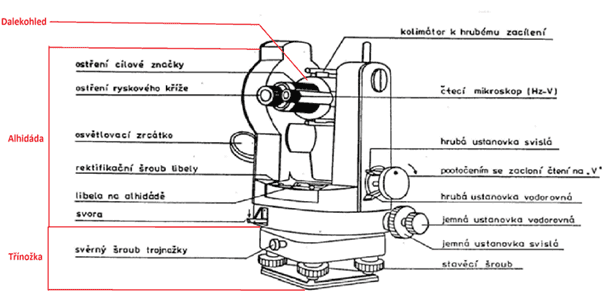 Dalekohled
kolimátor k hrubému zacílení
ostření cílové značky
ostření ryskového kříže
čtecí mikroskop (Hz-V)
Alhidáda
osvětlovací zrcátko
hrubá ustanovka svislá
rektifikační šroub libely
pootočením se zacloní čtení na „V"
libela na alhidádě
hrubá ustanovka vodorovná
svora
jemná ustanovka vodorovná
Třínožka
svěrný šroub trojnožky
jemná ustanovka svislá
stavěcí šroub